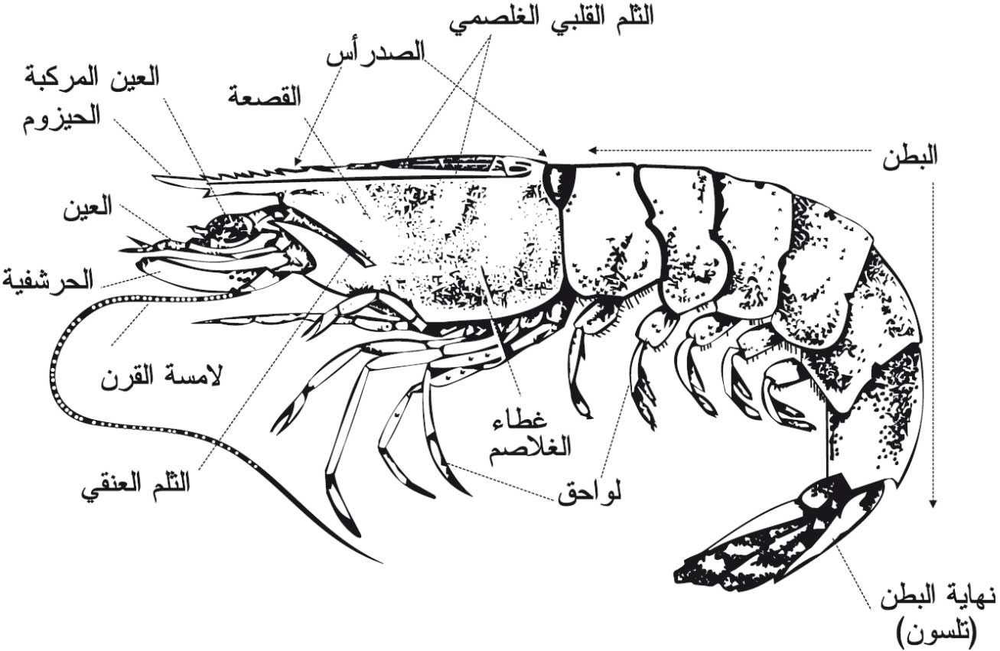 الثلم القلبي الغلصمي
الصدرأس
العين المركبة
القصعة
الحيزوم
البطن
العين
الحرشفية
لامسة القرن
غطاء
الغلاصم
الثلم العنقي
لواحق
نهاية البطن
(تلسون)